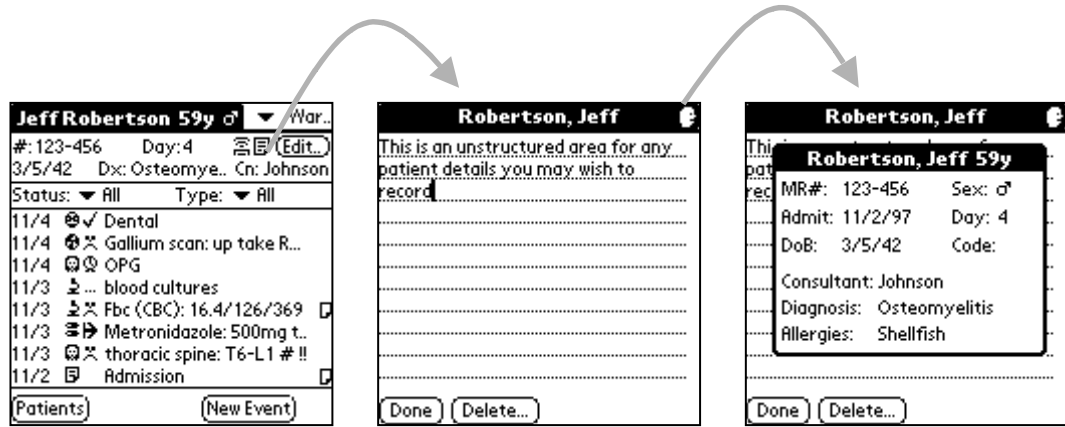 Jeff Robertson 59y ♂ War..
#: 123-456 Day: 4 Edit..
3/5/42 Dx: Osteomye.. Cn: Johnson
Status: All Type: All
11/4 Dental
11/4 Gallium scan: up take R...
11/4 OPG
11/3 ... blood cultures
11/3 Fbc (CBC): 16.4/126/369
11/3 Metronidazole: 500mg t..
11/3 thoracic spine: T6-L1 # !!
11/2 Admission
Patients New Event
Robertson, Jeff
This is an unstructured area for any
patient details you may wish to
record
Done Delete...
Robertson, Jeff
Thi
pat
rec
Robertson, Jeff 59y
MR#: 123-456 Sex: ♂
Admit: 11/2/97 Day: 4
DoB: 3/5/42 Code:
Consultant: Johnson
Diagnosis: Osteomyelitis
Allergies: Shellfish
Done Delete...